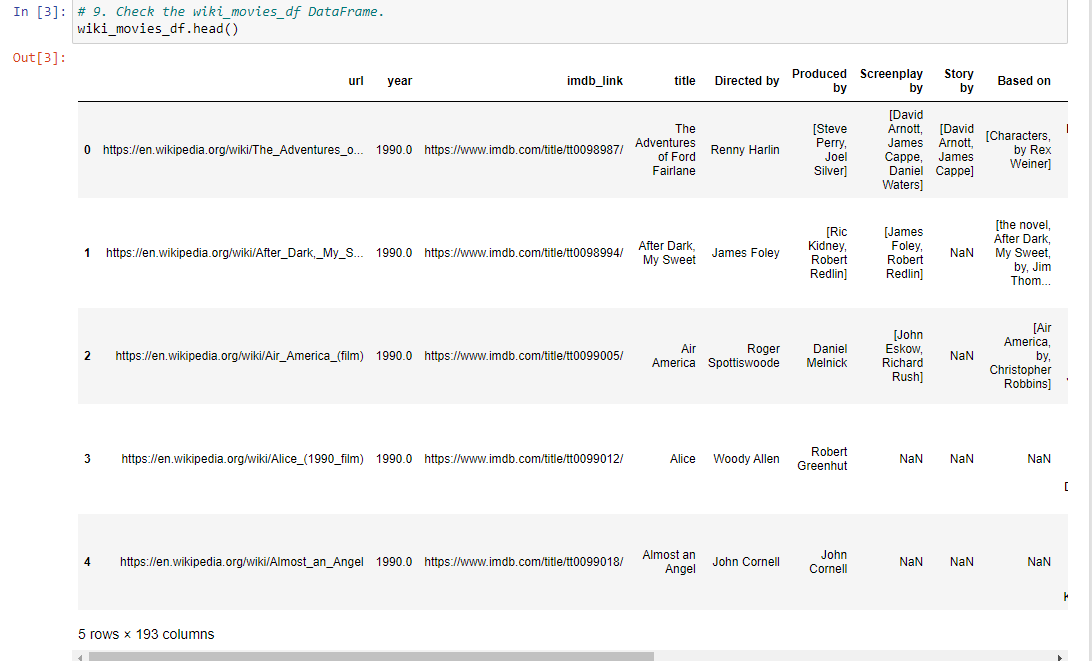 In [3]: # 9. Check the wiki_movies_df DataFrame.
wiki_movies_df.head()
Out[3]:
url year imdb_link title Directed by Produced by Screenplay by Story by Based on
0 https://en.wikipedia.org/wiki/The_Adventures_o... 1990.0 https://www.imdb.com/title/tt0098987/ The Adventures of Ford Fairlane Renny Harlin [Steve Perry, Joel Silver] [David Arnott, James Cappe, Daniel Waters] [David Arnott, James Cappe] [Characters, by Rex Weiner]
1 https://en.wikipedia.org/wiki/After_Dark,_My_S... 1990.0 https://www.imdb.com/title/tt0098994/ After Dark, My Sweet James Foley [Ric Kidney, Robert Redlin] [James Foley, Robert Redlin] NaN [the novel, After Dark, My Sweet, by, Jim Thom...
2 https://en.wikipedia.org/wiki/Air_America_(film) 1990.0 https://www.imdb.com/title/tt0099005/ Air America Roger Spottiswoode Daniel Melnick [John Eskow, Richard Rush] NaN [Air America, by, Christopher Robbins]
3 https://en.wikipedia.org/wiki/Alice_(1990_film) 1990.0 https://www.imdb.com/title/tt0099012/ Alice Woody Allen Robert Greenhut NaN NaN NaN
4 https://en.wikipedia.org/wiki/Almost_an_Angel 1990.0 https://www.imdb.com/title/tt0099018/ Almost an Angel John Cornell John Cornell NaN NaN NaN
5 rows × 193 columns